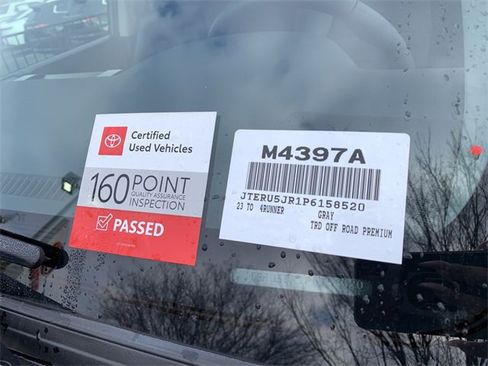 Certified
Used Vehicles
160 POINT
QUALITY ASSURANCE
INSPECTION
PASSED
M4397A
JTERU5JR1P6158520
23 TO 4RUNNER GRAY
TRD OFF ROAD PREMIUM